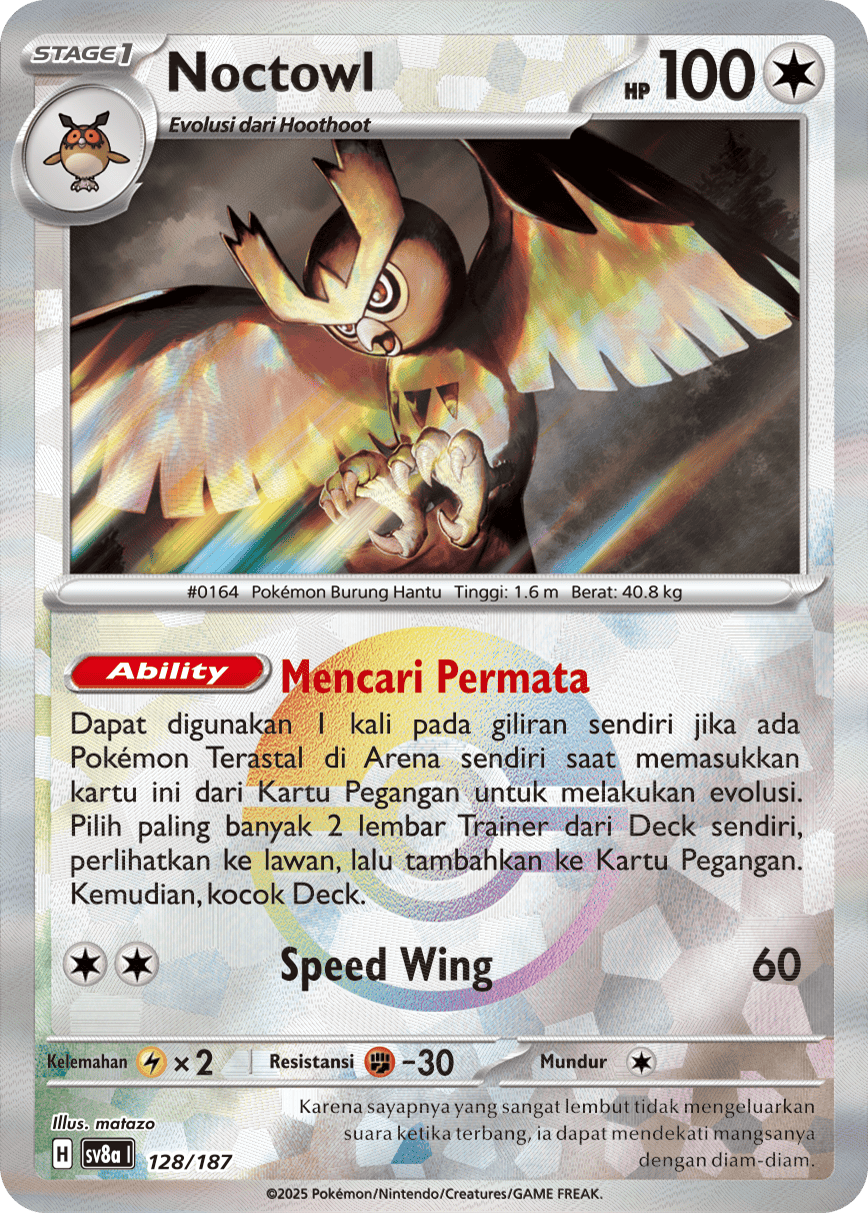 STAGE1
Noctowl
HP 100
Evolusi dari Hoothoot
#0164 Pokémon Burung Hantu Tinggi: 1.6 m Berat: 40.8 kg
Ability Mencari Permata
Dapat digunakan 1 kali pada giliran sendiri jika ada
Pokémon Terastal di Arena sendiri saat memasukkan
kartu ini dari Kartu Pegangan untuk melakukan evolusi.
Pilih paling banyak 2 lembar Trainer dari Deck sendiri,
perlihatkan ke lawan, lalu tambahkan ke Kartu Pegangan.
Kemudian, kocok Deck.
Speed Wing 60
Kelemahan ×2 Resistansi -30 Mundur
Karena sayapnya yang sangat lembut tidak mengeluarkan
suara ketika terbang, ia dapat mendekati mangsanya
dengan diam-diam.
Illus. matazo
H sv8a I 128/187
©2025 Pokémon/Nintendo/Creatures/GAME FREAK.